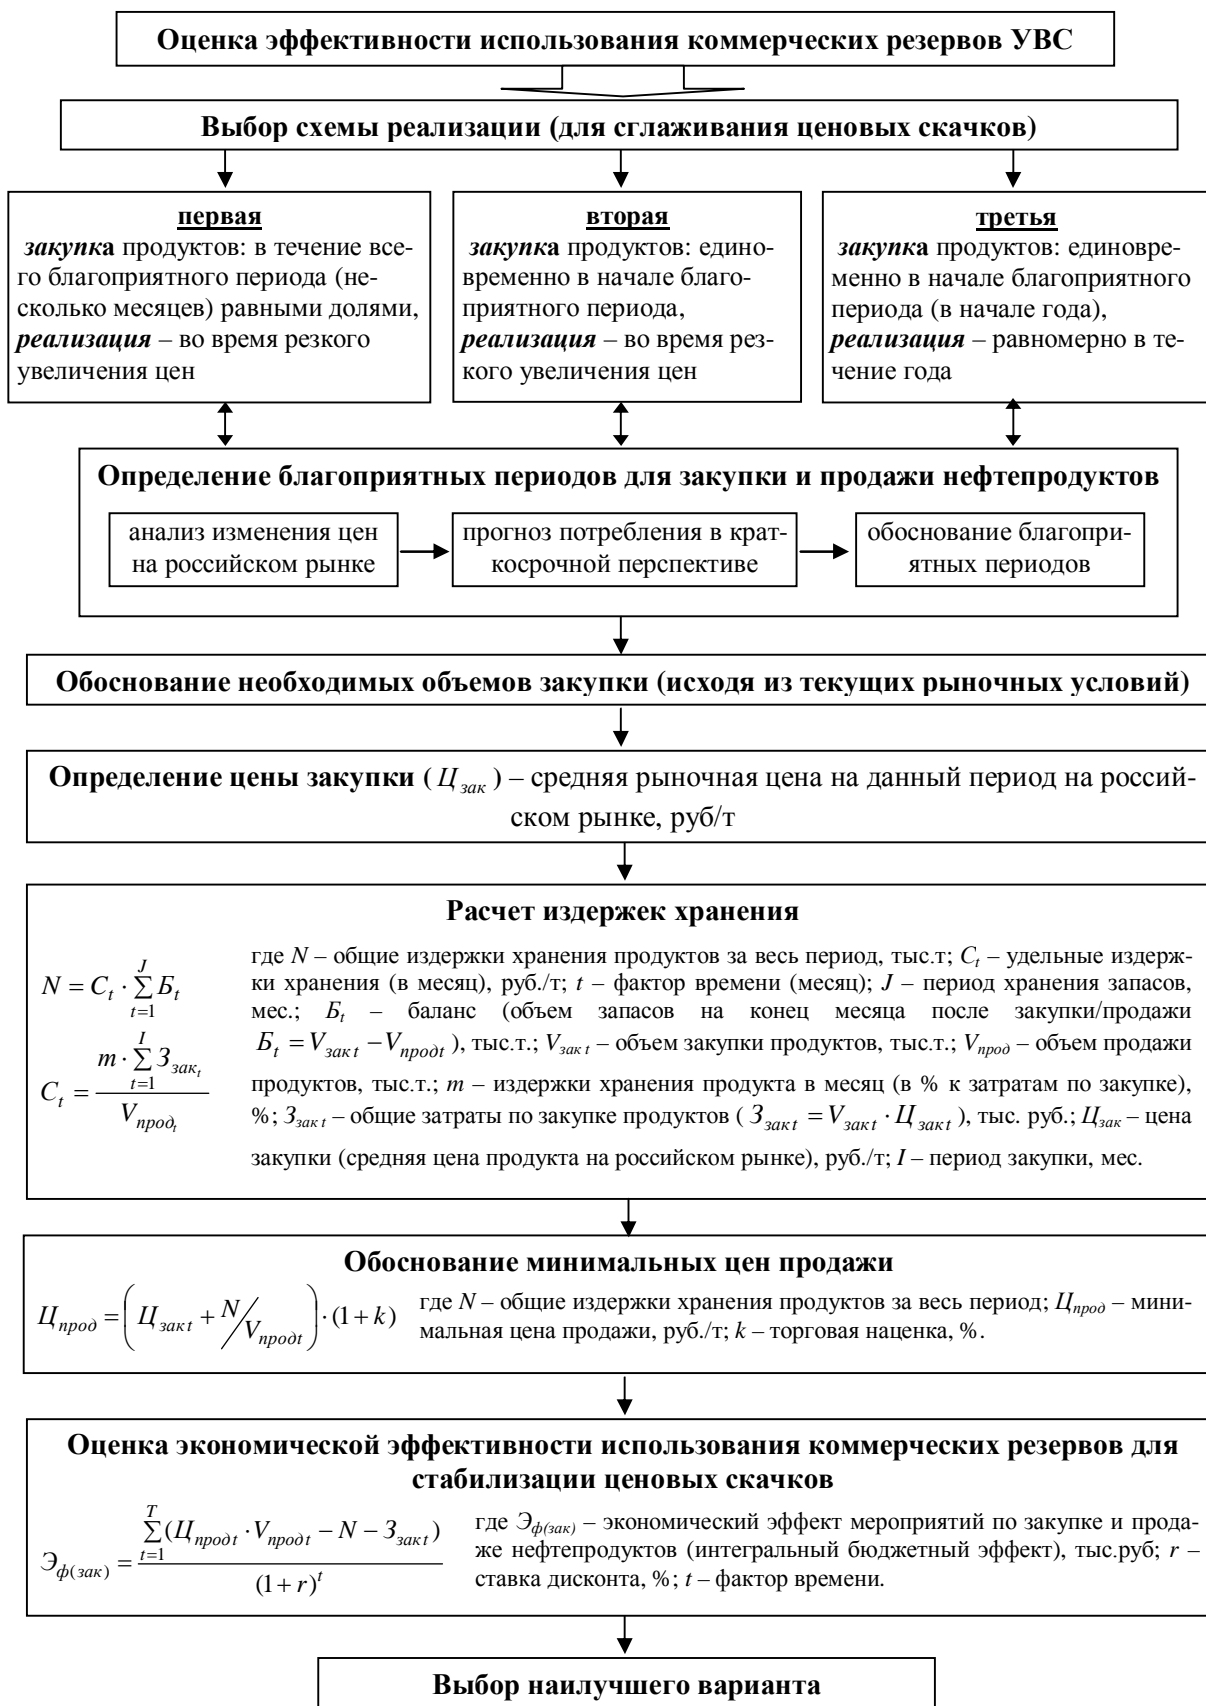 Оценка эффективности использования коммерческих резервов УВС
Выбор схемы реализации (для сглаживания ценовых скачков)
первая
закупка продуктов: в течение все-
го благоприятного периода (не-
сколько месяцев) равными долями,
реализация – во время резкого
увеличения цен
вторая
закупка продуктов: едино-
временно в начале благо-
приятного периода,
реализация – во время рез-
кого увеличения цен
третья
закупка продуктов: единовре-
менно в начале благоприятного
периода (в начале года),
реализация – равномерно в те-
чение года
Определение благоприятных периодов для закупки и продажи нефтепродуктов
анализ изменения цен
на российском рынке
прогноз потребления в крат-
косрочной перспективе
обоснование благопри-
ятных периодов
Обоснование необходимых объемов закупки (исходя из текущих рыночных условий)
Определение цены закупки ( Ц зак ) – средняя рыночная цена на данный период на россий-
ском рынке, руб/т
Расчет издержек хранения
N = C_t · ∑_{t=1}^{J} Б_t
C_t = (m · ∑_{t=1}^{I} З_{зак_t}) / V_{прод_t}
где N – общие издержки хранения продуктов за весь период, тыс.т; C_t – удельные издерж-
ки хранения (в месяц), руб./т; t – фактор времени (месяц); J – период хранения запасов,
мес.; Б_t – баланс (объем запасов на конец месяца после закупки/продажи
Б_t = V_{зак t} – V_{прод t} ), тыс.т.; V_{зак t} – объем закупки продуктов, тыс.т.; V_{прод} – объем продажи
продуктов, тыс.т.; m – издержки хранения продукта в месяц (в % к затратам по закупке),
%; З_{зак t} – общие затраты по закупке продуктов ( З_{зак t} = V_{зак t} · Ц_{зак t} ), тыс. руб.; Ц_{зак} – цена
закупки (средняя цена продукта на российском рынке), руб./т; I – период закупки, мес.
Обоснование минимальных цен продажи
Ц_{прод} = (Ц_{зак t} + N/V_{прод t}) · (1 + k)
где N – общие издержки хранения продуктов за весь период; Ц_{прод} – мини-
мальная цена продажи, руб./т; k – торговая наценка, %.
Оценка экономической эффективности использования коммерческих резервов для
стабилизации ценовых скачков
Э_{ф(зак)} = ∑_{t=1}^{T} (Ц_{прод t} · V_{прод t} – N – З_{зак t}) / (1 + r)^t
где Э_{ф(зак)} – экономический эффект мероприятий по закупке и прода-
же нефтепродуктов (интегральный бюджетный эффект), тыс.руб; r –
ставка дисконта, %; t – фактор времени.
Выбор наилучшего варианта